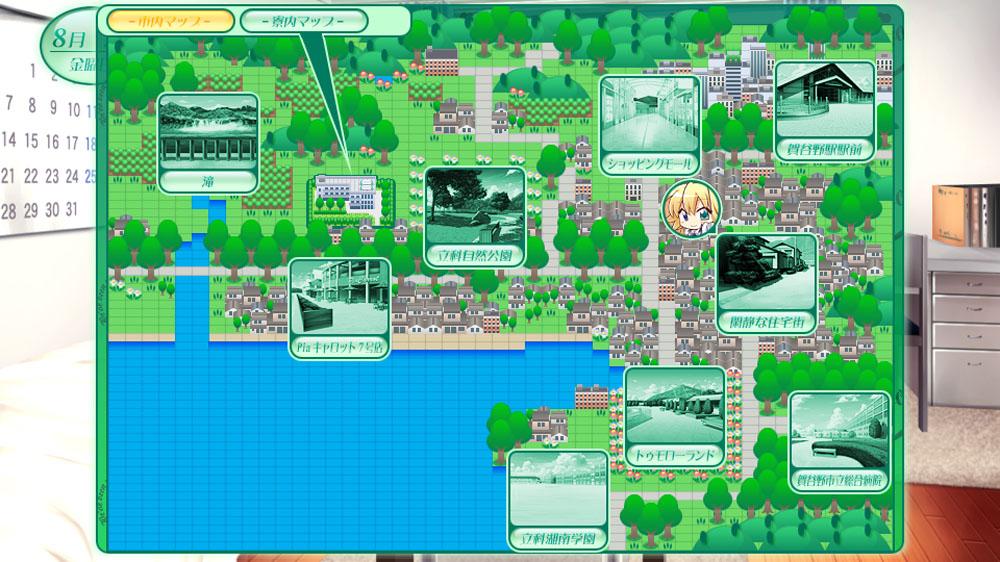 -市内マップ-
-寮内マップ-
8月
金曜
1 2
7 8 9 10 11
14 15 16 17 18
21 22 23 24 25
28 29 30 31
滝
ショッピングモール
賀谷野駅駅前
立科自然公園
Piaキャロット7号店
閑静な住宅街
トゥモローランド
賀谷野市立総合病院
立科湖南学園